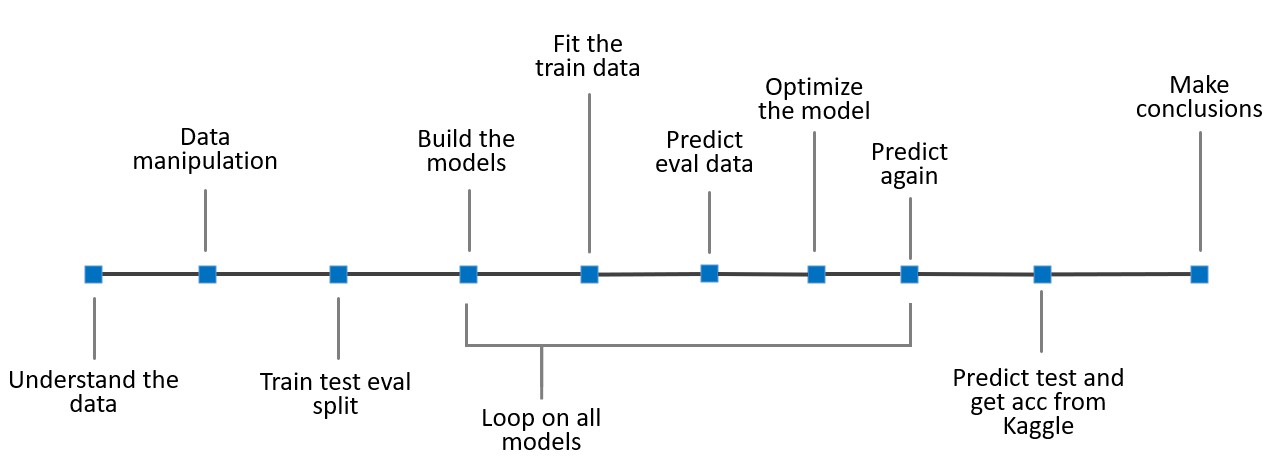 Fit the
train data
Optimize
the model
Make
conclusions
Data
manipulation
Build the
models
Predict
eval data
Predict
again
Understand the
data
Train test eval
split
Loop on all
models
Predict test and
get acc from
Kaggle